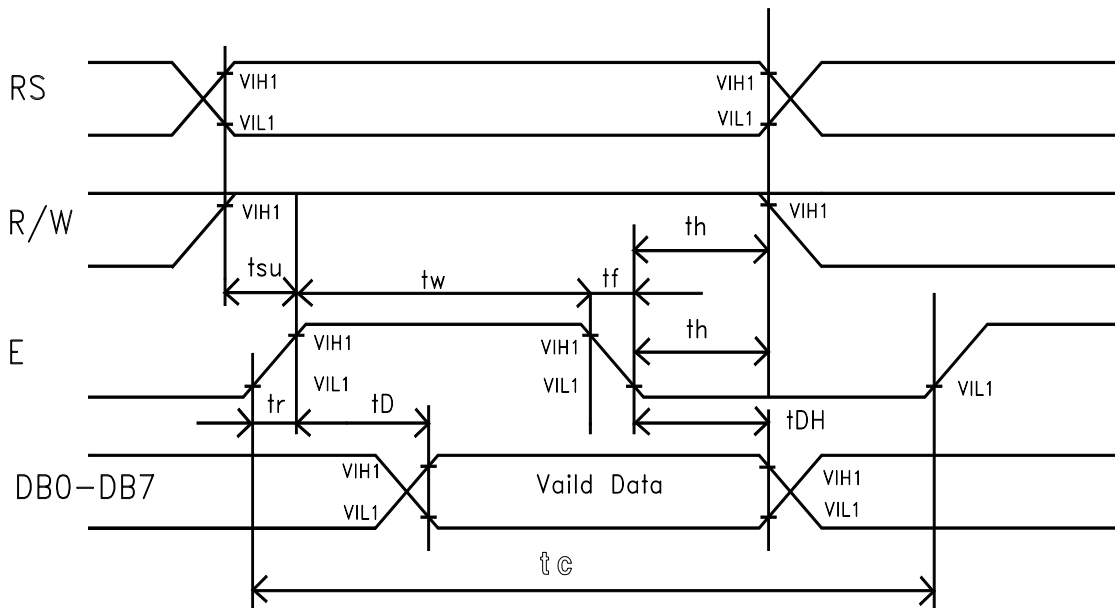 RS
VIH1
VIL1
VIH1
VIL1
R/W
VIH1
VIH1
th
tsu
tw
tf
E
VIH1
VIH1
th
VIL1
VIL1
VIL1
tr
tD
tDH
DB0-DB7
VIH1
Vaild Data
VIH1
VIL1
VIL1
tc